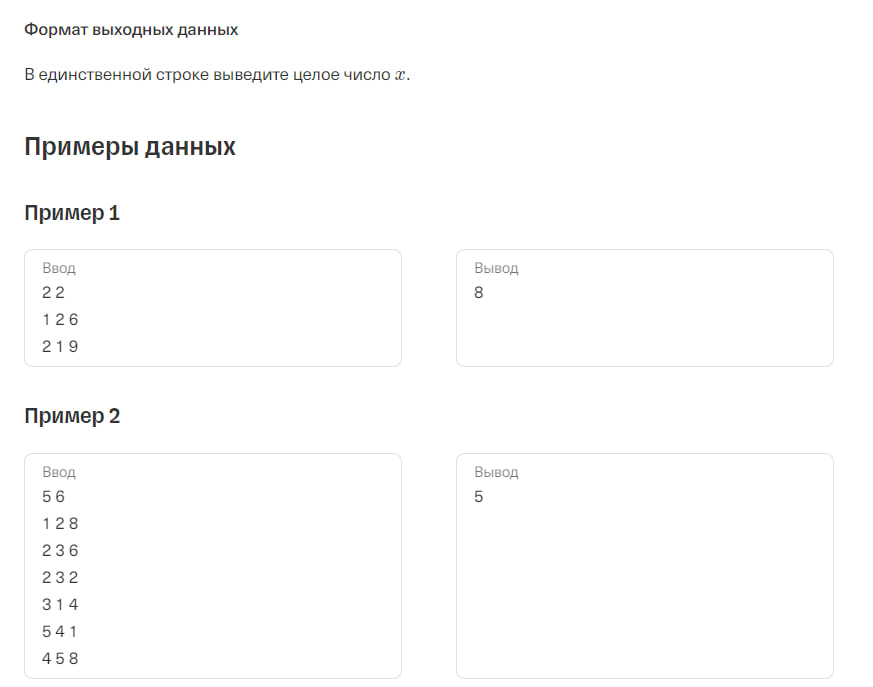 Формат выходных данных
В единственной строке выведите целое число x.
Примеры данных
Пример 1
Ввод
2 2
1 2 6
2 1 9
Вывод
8
Пример 2
Ввод
5 6
1 2 8
2 3 6
2 3 2
3 1 4
5 4 1
4 5 8
Вывод
5